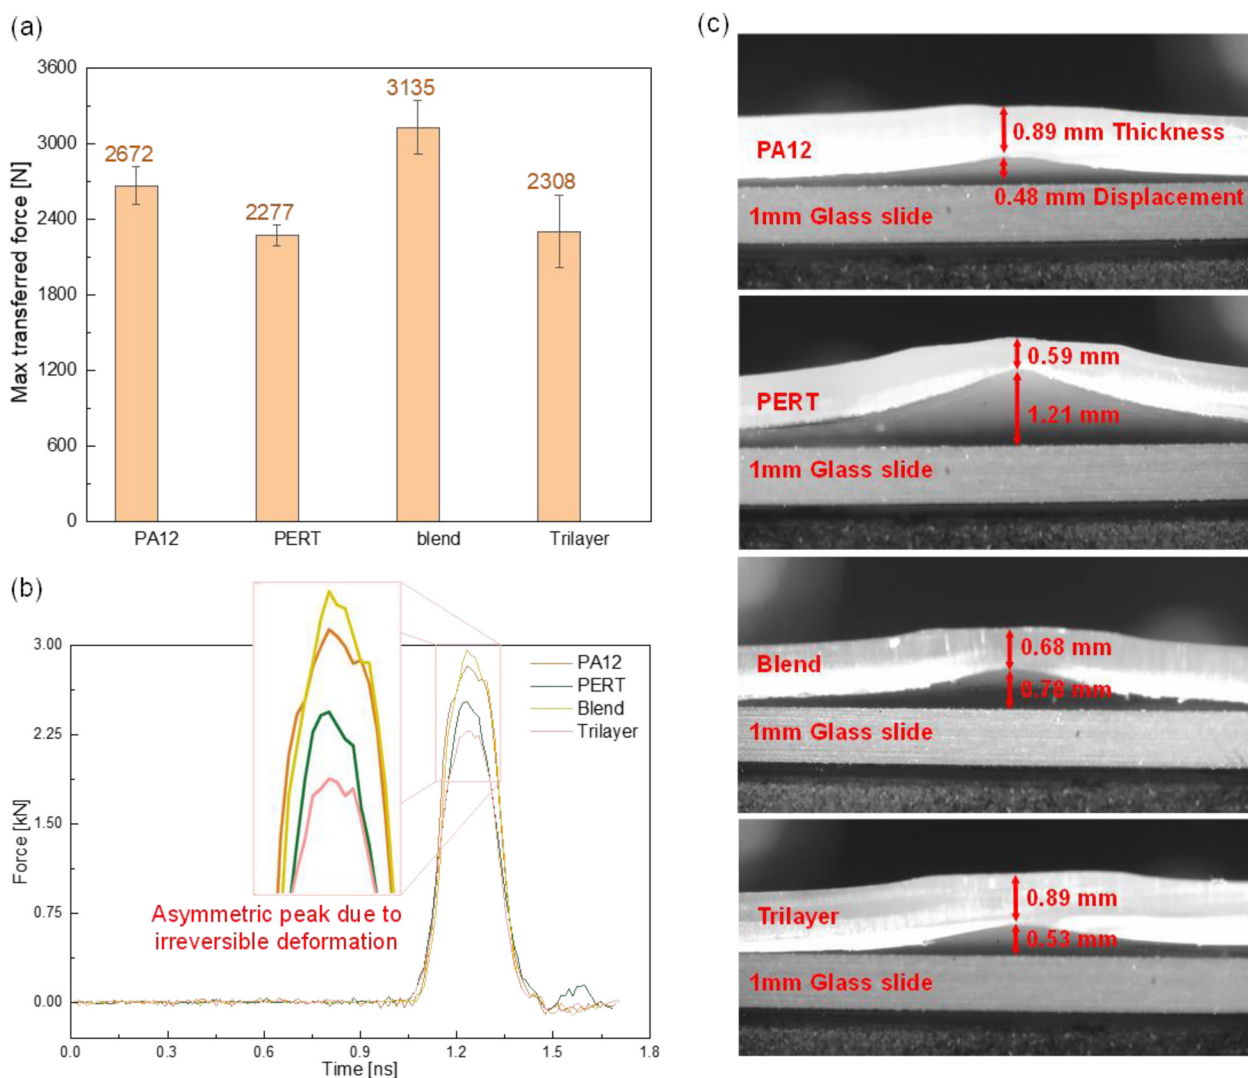 (a)
Max transferred force [N]
3600
3000
2400
1800
1200
600
0
2672
2277
3135
2308
PA12
PERT
blend
Trilayer
(b)
Force [kN]
3.00
2.25
1.50
0.75
0.00
PA12
PERT
Blend
Trilayer
Asymmetric peak due to
irreversible deformation
0.0
0.3
0.6
0.9
1.2
1.5
1.8
Time [ns]
(c)
0.89 mm Thickness
PA12
0.48 mm Displacement
1mm Glass slide
0.59 mm
PERT
1.21 mm
1mm Glass slide
0.68 mm
Blend
0.78 mm
1mm Glass slide
0.89 mm
Trilayer
0.53 mm
1mm Glass slide